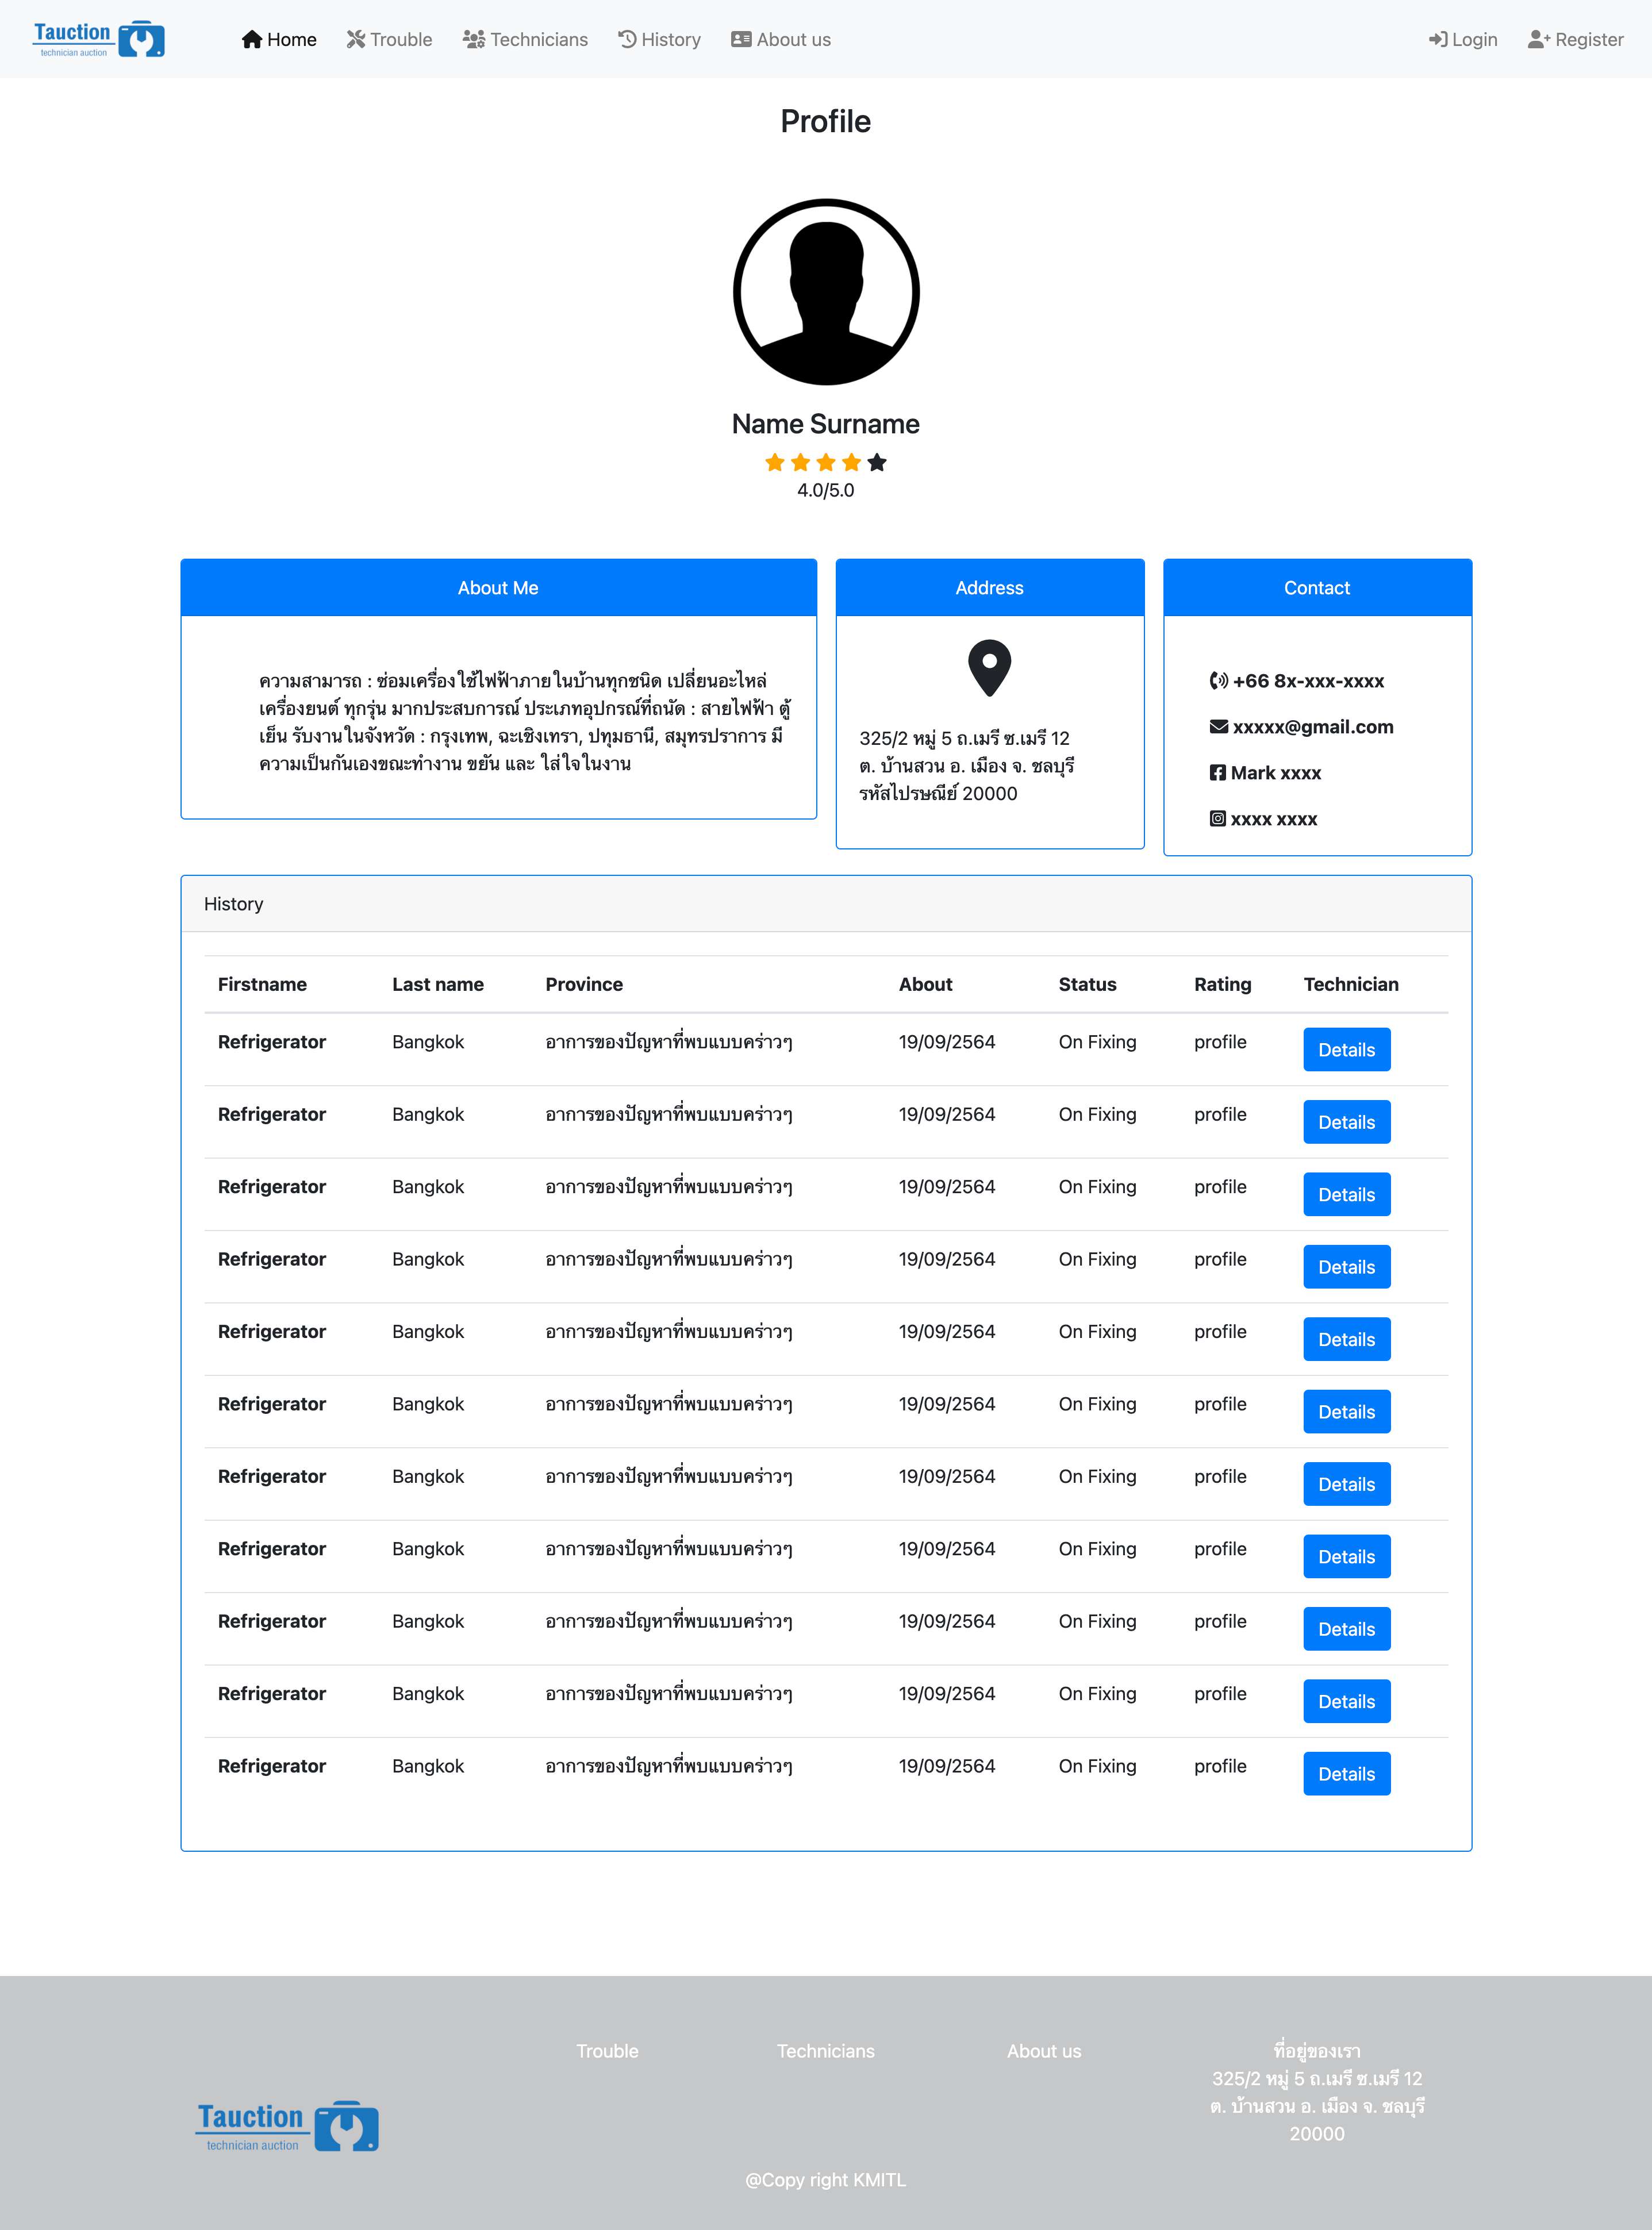 Tauction
technician auction
Home Trouble Technicians History About us Login Register
Profile
Name Surname
4.0/5.0
About Me
ความสามารถ : ซ่อมเครื่องใช้ไฟฟ้าภายในบ้านทุกชนิด เปลี่ยนอะไหล่
เครื่องยนต์ ทุกรุ่น มากประสบการณ์ ประเภทอุปกรณ์ที่ถนัด : สายไฟฟ้า ตู้
เย็น รับงานในจังหวัด : กรุงเทพ, ฉะเชิงเทรา, ปทุมธานี, สมุทรปราการ มี
ความเป็นกันเองขณะทำงาน ขยัน และ ใส่ใจในงาน
Address
325/2 หมู่ 5 ถ.เมรี ซ.เมรี 12
ต. บ้านสวน อ. เมือง จ. ชลบุรี
รหัสไปรษณีย์ 20000
Contact
+66 8x-xxx-xxxx
xxxxx@gmail.com
Mark xxxx
xxxx xxxx
History
Firstname Last name Province About Status Rating Technician
Refrigerator Bangkok อาการของปัญหาที่พบแบบคร่าวๆ 19/09/2564 On Fixing profile Details
Refrigerator Bangkok อาการของปัญหาที่พบแบบคร่าวๆ 19/09/2564 On Fixing profile Details
Refrigerator Bangkok อาการของปัญหาที่พบแบบคร่าวๆ 19/09/2564 On Fixing profile Details
Refrigerator Bangkok อาการของปัญหาที่พบแบบคร่าวๆ 19/09/2564 On Fixing profile Details
Refrigerator Bangkok อาการของปัญหาที่พบแบบคร่าวๆ 19/09/2564 On Fixing profile Details
Refrigerator Bangkok อาการของปัญหาที่พบแบบคร่าวๆ 19/09/2564 On Fixing profile Details
Refrigerator Bangkok อาการของปัญหาที่พบแบบคร่าวๆ 19/09/2564 On Fixing profile Details
Refrigerator Bangkok อาการของปัญหาที่พบแบบคร่าวๆ 19/09/2564 On Fixing profile Details
Refrigerator Bangkok อาการของปัญหาที่พบแบบคร่าวๆ 19/09/2564 On Fixing profile Details
Refrigerator Bangkok อาการของปัญหาที่พบแบบคร่าวๆ 19/09/2564 On Fixing profile Details
Refrigerator Bangkok อาการของปัญหาที่พบแบบคร่าวๆ 19/09/2564 On Fixing profile Details
Tauction
technician auction
Trouble Technicians About us
ที่อยู่ของเรา
325/2 หมู่ 5 ถ.เมรี ซ.เมรี 12
ต. บ้านสวน อ. เมือง จ. ชลบุรี
20000
@Copy right KMITL